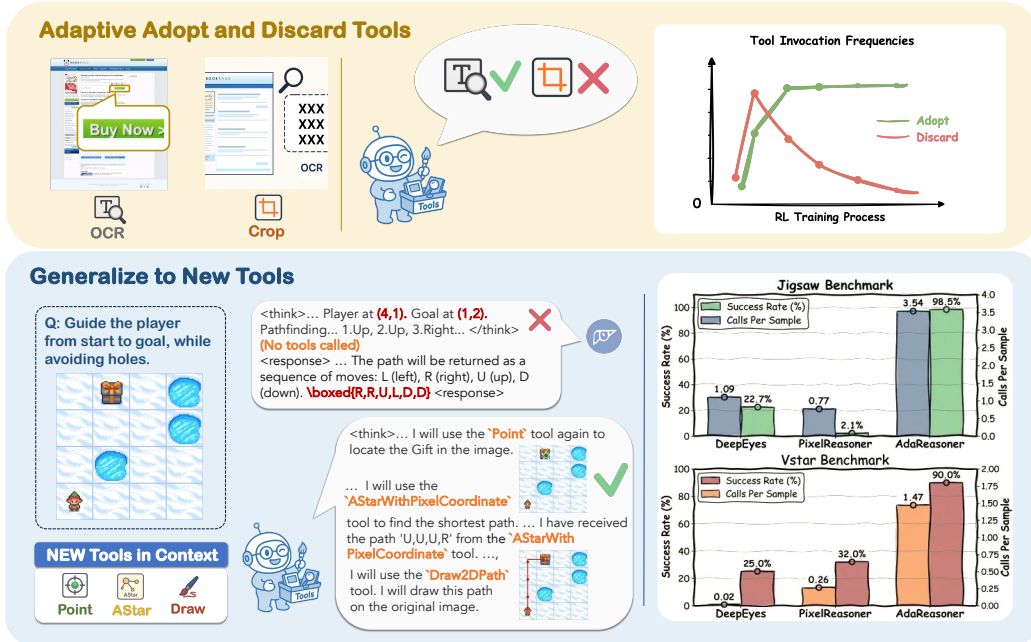 Adaptive Adopt and Discard Tools
Buy Now >
OCR
XXX
XXX
XXX
OCR
Crop
T
Tools
Tool Invocation Frequencies
Adopt
Discard
0
RL Training Process
Generalize to New Tools
Q: Guide the player
from start to goal, while
avoiding holes.
NEW Tools in Context
AStar
Point
AStar
Draw
<think>... Player at (4,1). Goal at (1,2).
Pathfinding... 1.Up, 2.Up, 3.Right... </think>
(No tools called)
<response> ... The path will be returned as a
sequence of moves: L (left), R (right), U (up), D
(down). \boxed{R,R,U,L,D,D} <response>
<think>... I will use the `Point` tool again to
locate the Gift in the image.
... I will use the
`AStarWithPixelCoordinate`
tool to find the shortest path. ... I have received
the path 'U,U,U,R' from the `AStarWith
PixelCoordinate` tool. ...,
I will use the `Draw2DPath`
tool. I will draw this path
on the original image.
Tools
Jigsaw Benchmark
Success Rate (%)
Calls Per Sample
100
80
60
40
20
0
4.0
3.5
3.0
2.5
2.0
1.5
1.0
0.5
0.0
Success Rate (%)
Calls Per Sample
1.09
22.7%
0.77
2.1%
3.54
98.5%
DeepEyes
PixelReasoner
AdaReasoner
Vstar Benchmark
Success Rate (%)
Calls Per Sample
100
80
60
40
20
0
2.00
1.75
1.50
1.25
1.00
0.75
0.50
0.25
0.00
Success Rate (%)
Calls Per Sample
0.02
25.0%
0.26
32.0%
1.47
90.0%
DeepEyes
PixelReasoner
AdaReasoner